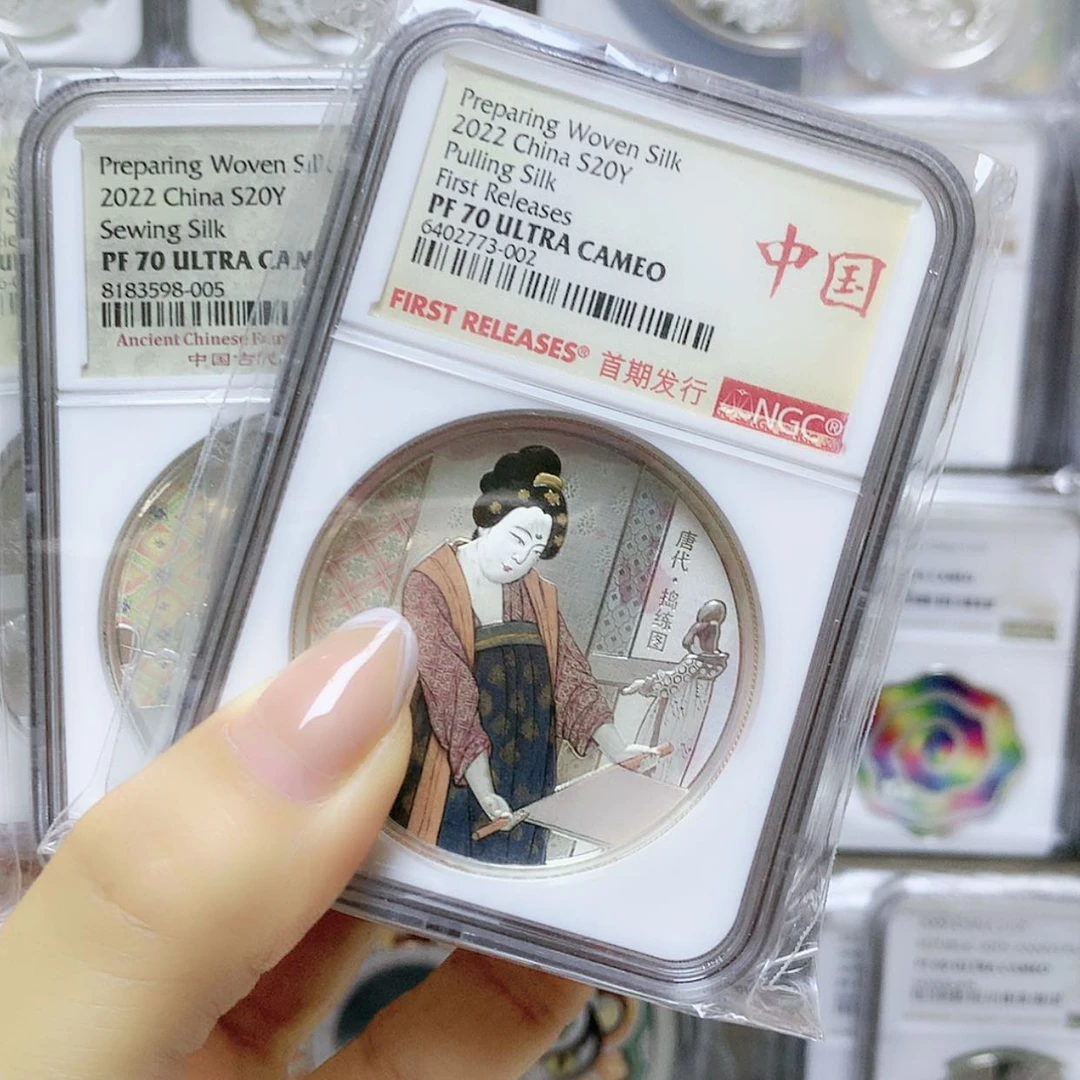 Preparing Woven Silk
2022 China S20Y
Pulling Silk
First Releases
PF 70 ULTRA CAMEO
6402773-002
中国
FIRST RELEASES® 首期发行
NGC®
唐代·捣练图
Preparing Woven Silk
2022 China S20Y
Sewing Silk
PF 70 ULTRA CAM
8183598-005
Ancient Chinese
中国古代